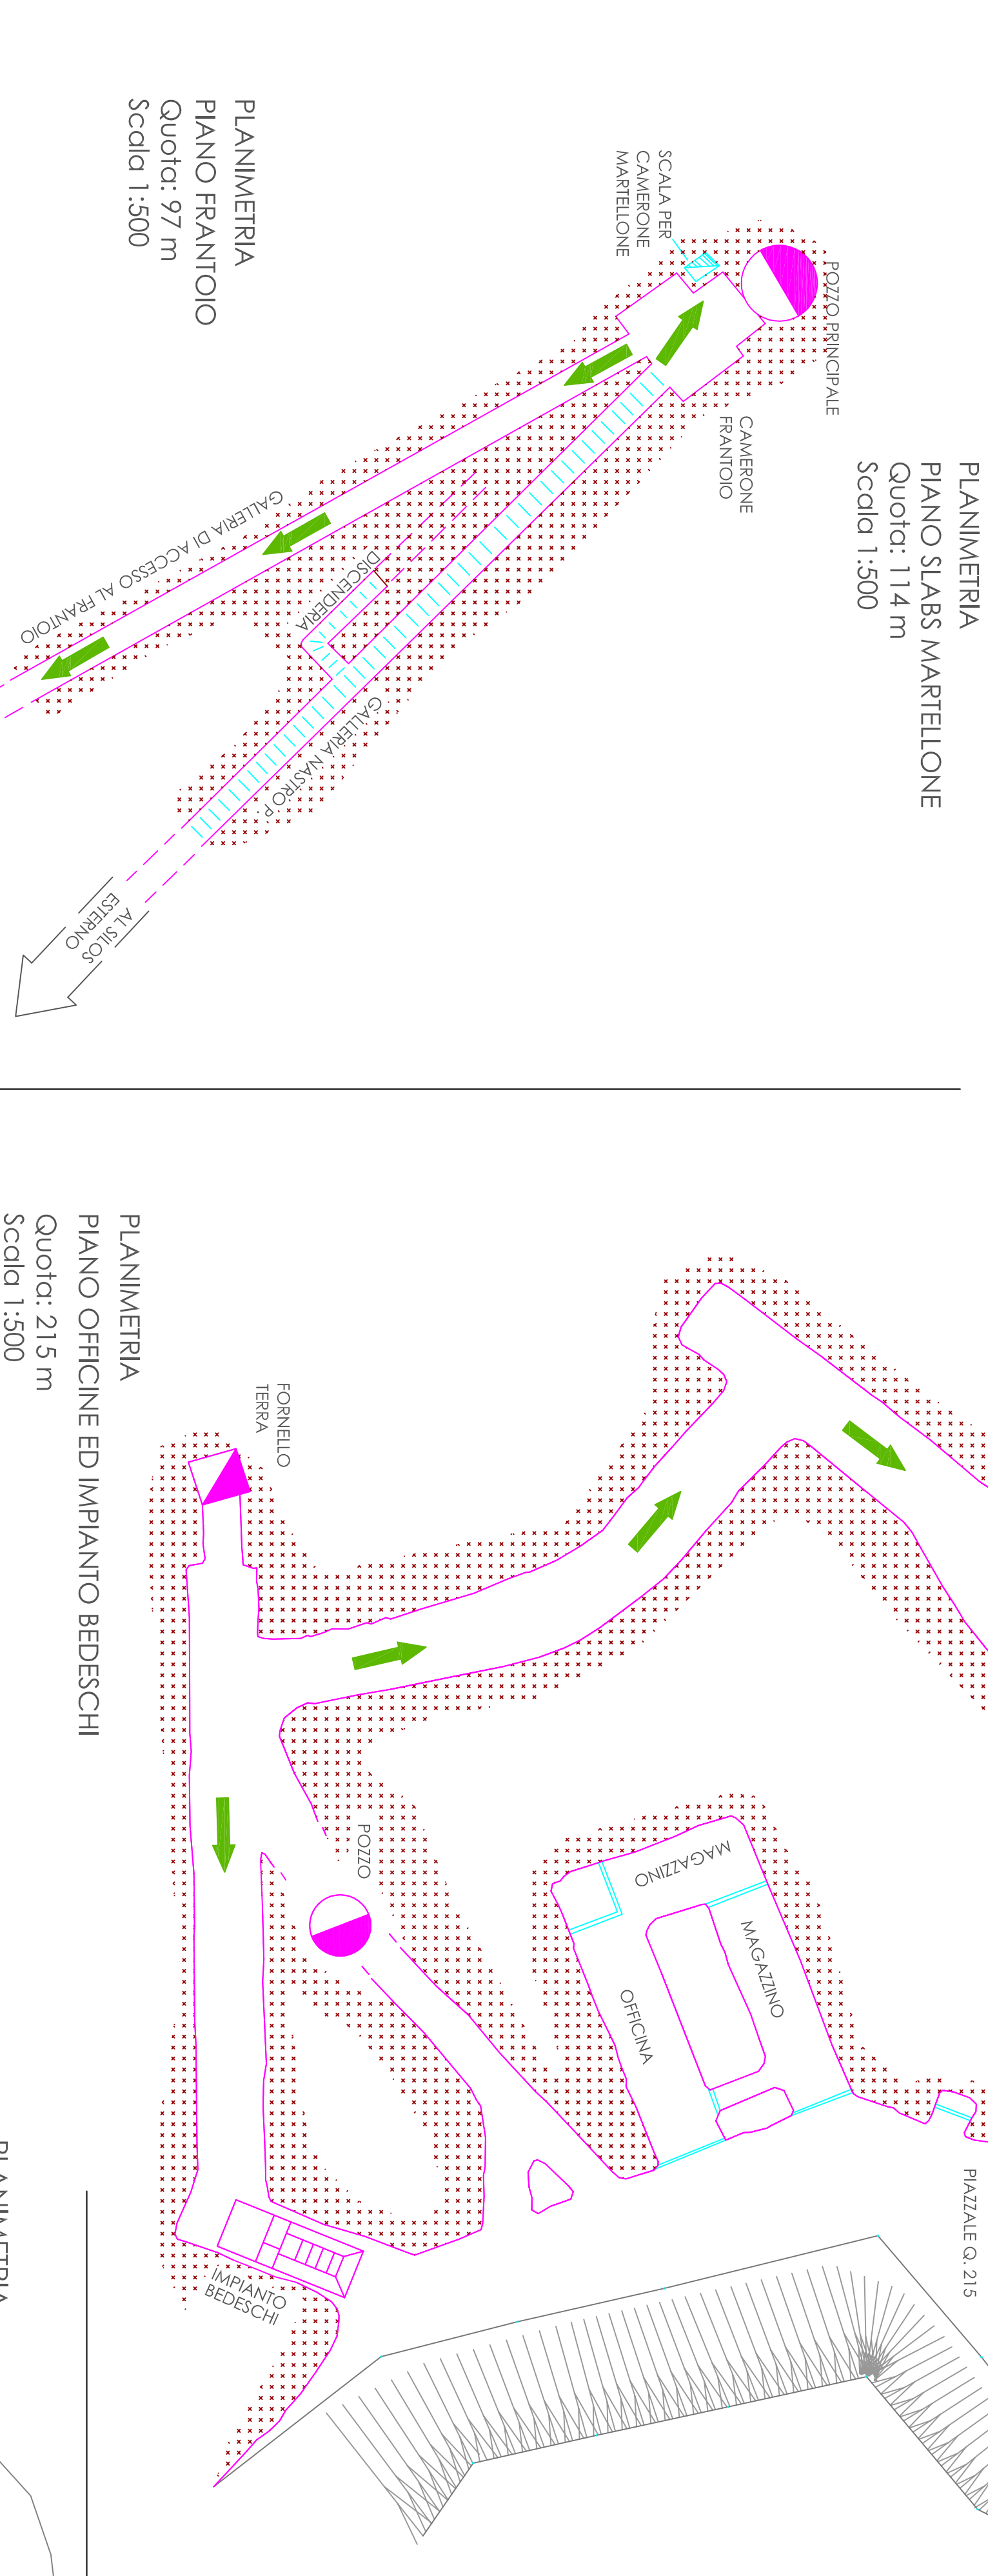 PLANIMETRIA
PIANO SLABS MARTELLONE
Quota: 114 m
Scala 1:500
POZZO PRINCIPALE
CAMERONE
FRANTOIO
SCALA PER
CAMERONE
MARTELLONE
PLANIMETRIA
PIANO FRANTOIO
Quota: 97 m
Scala 1:500
GALLERIA DI ACCESSO AL FRANTOIO
DISCENDERIA
GALLERIA NASTRO P.
AL SILOS
ESTERNO
PLANIMETRIA
PIANO OFFICINE ED IMPIANTO BEDESCHI
Quota: 215 m
Scala 1:500
FORNELLO
TERRA
POZZO
MAGAZZINO
MAGAZZINO
OFFICINA
PIAZZALE Q. 215
IMPIANTO
BEDESCHI
PLANIMETRIA